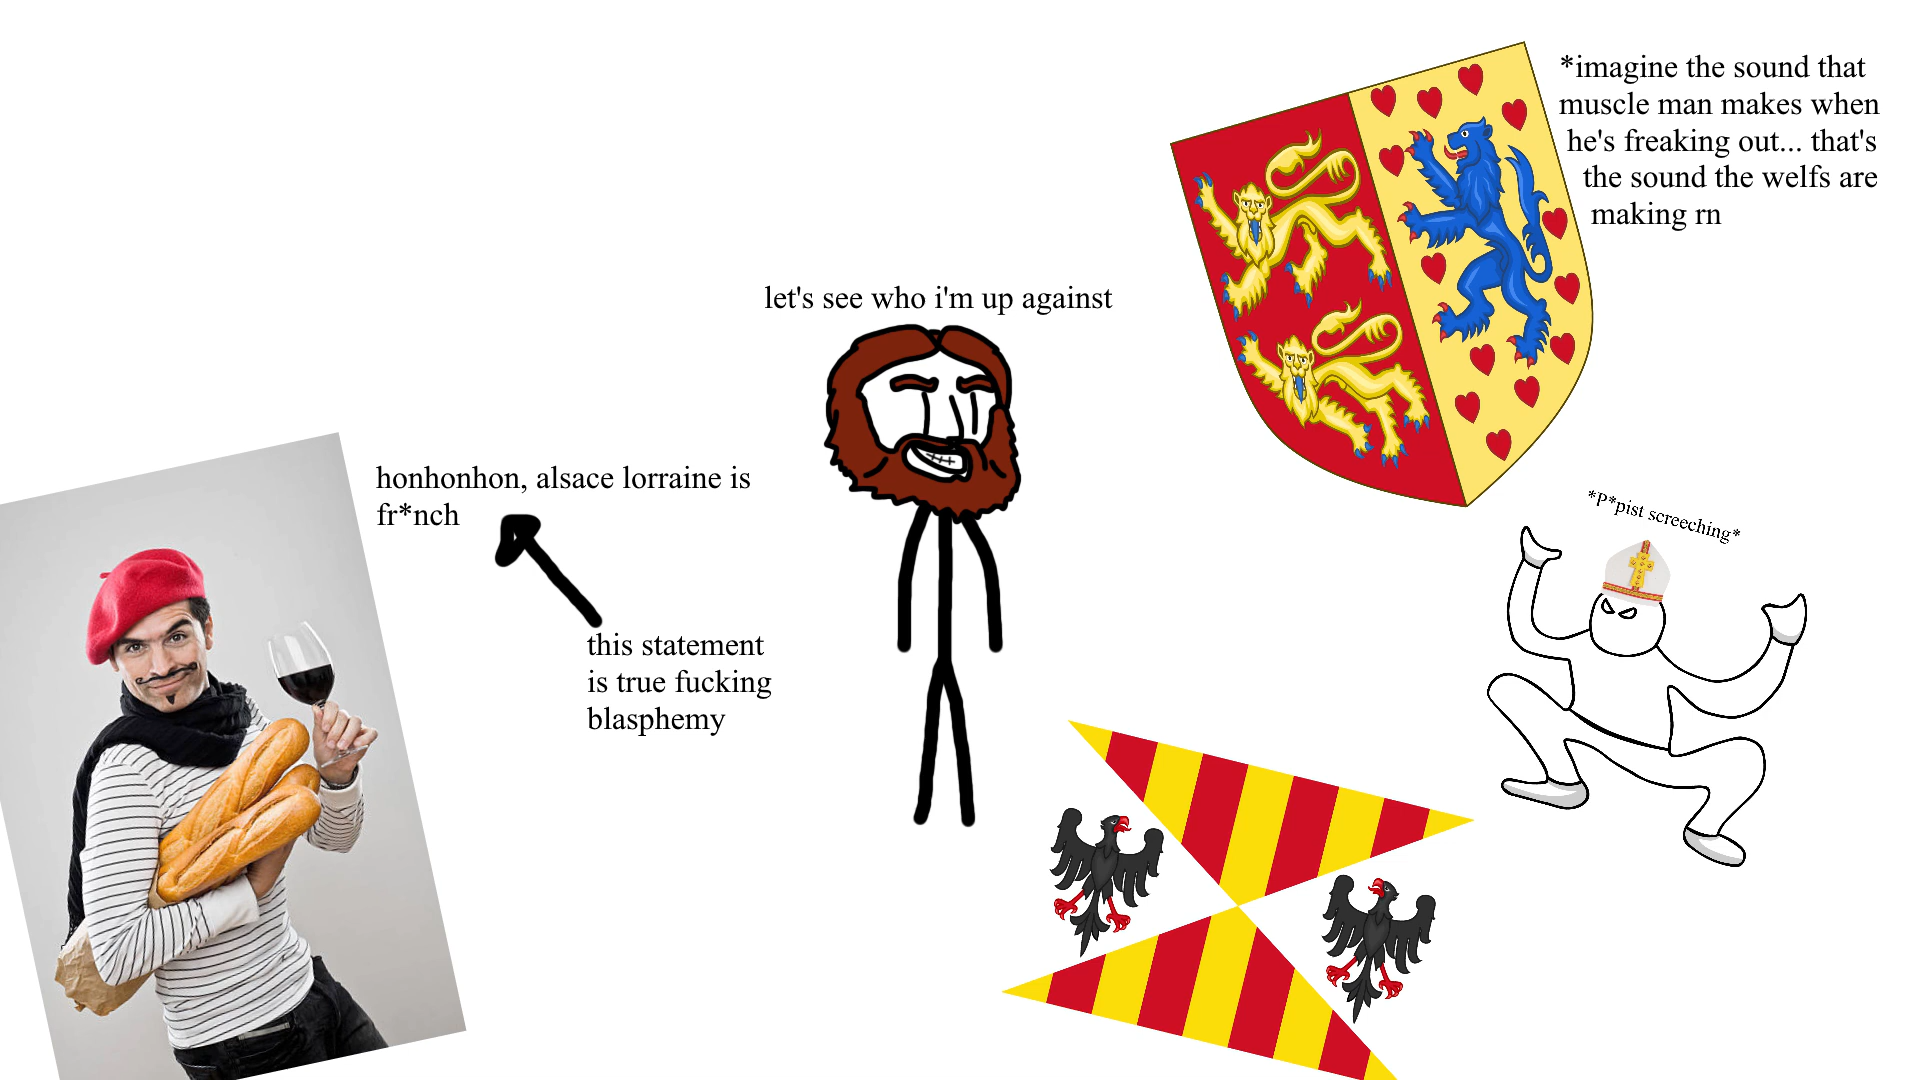 *imagine the sound that
muscle man makes when
he's freaking out... that's
the sound the welfs are
making rn
let's see who i'm up against
honhonhon, alsace lorraine is
fr*nch
*P*pist screeching*
this statement
is true fucking
blasphemy